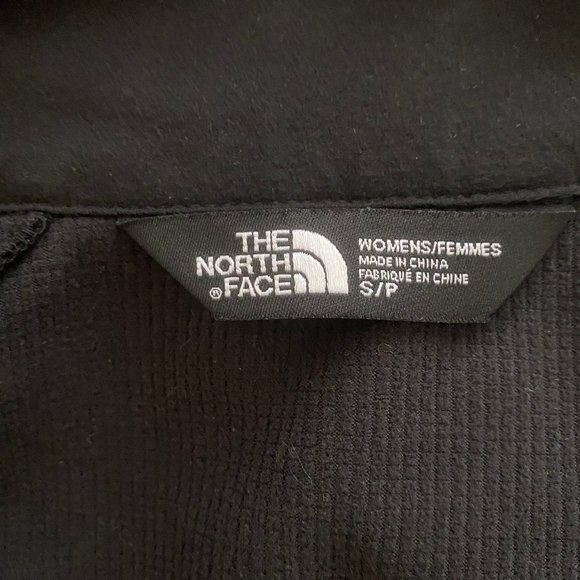 THE
NORTH
® FACE
WOMENS/FEMMES
MADE IN CHINA
FABRIQUÉ EN CHINE
S/P